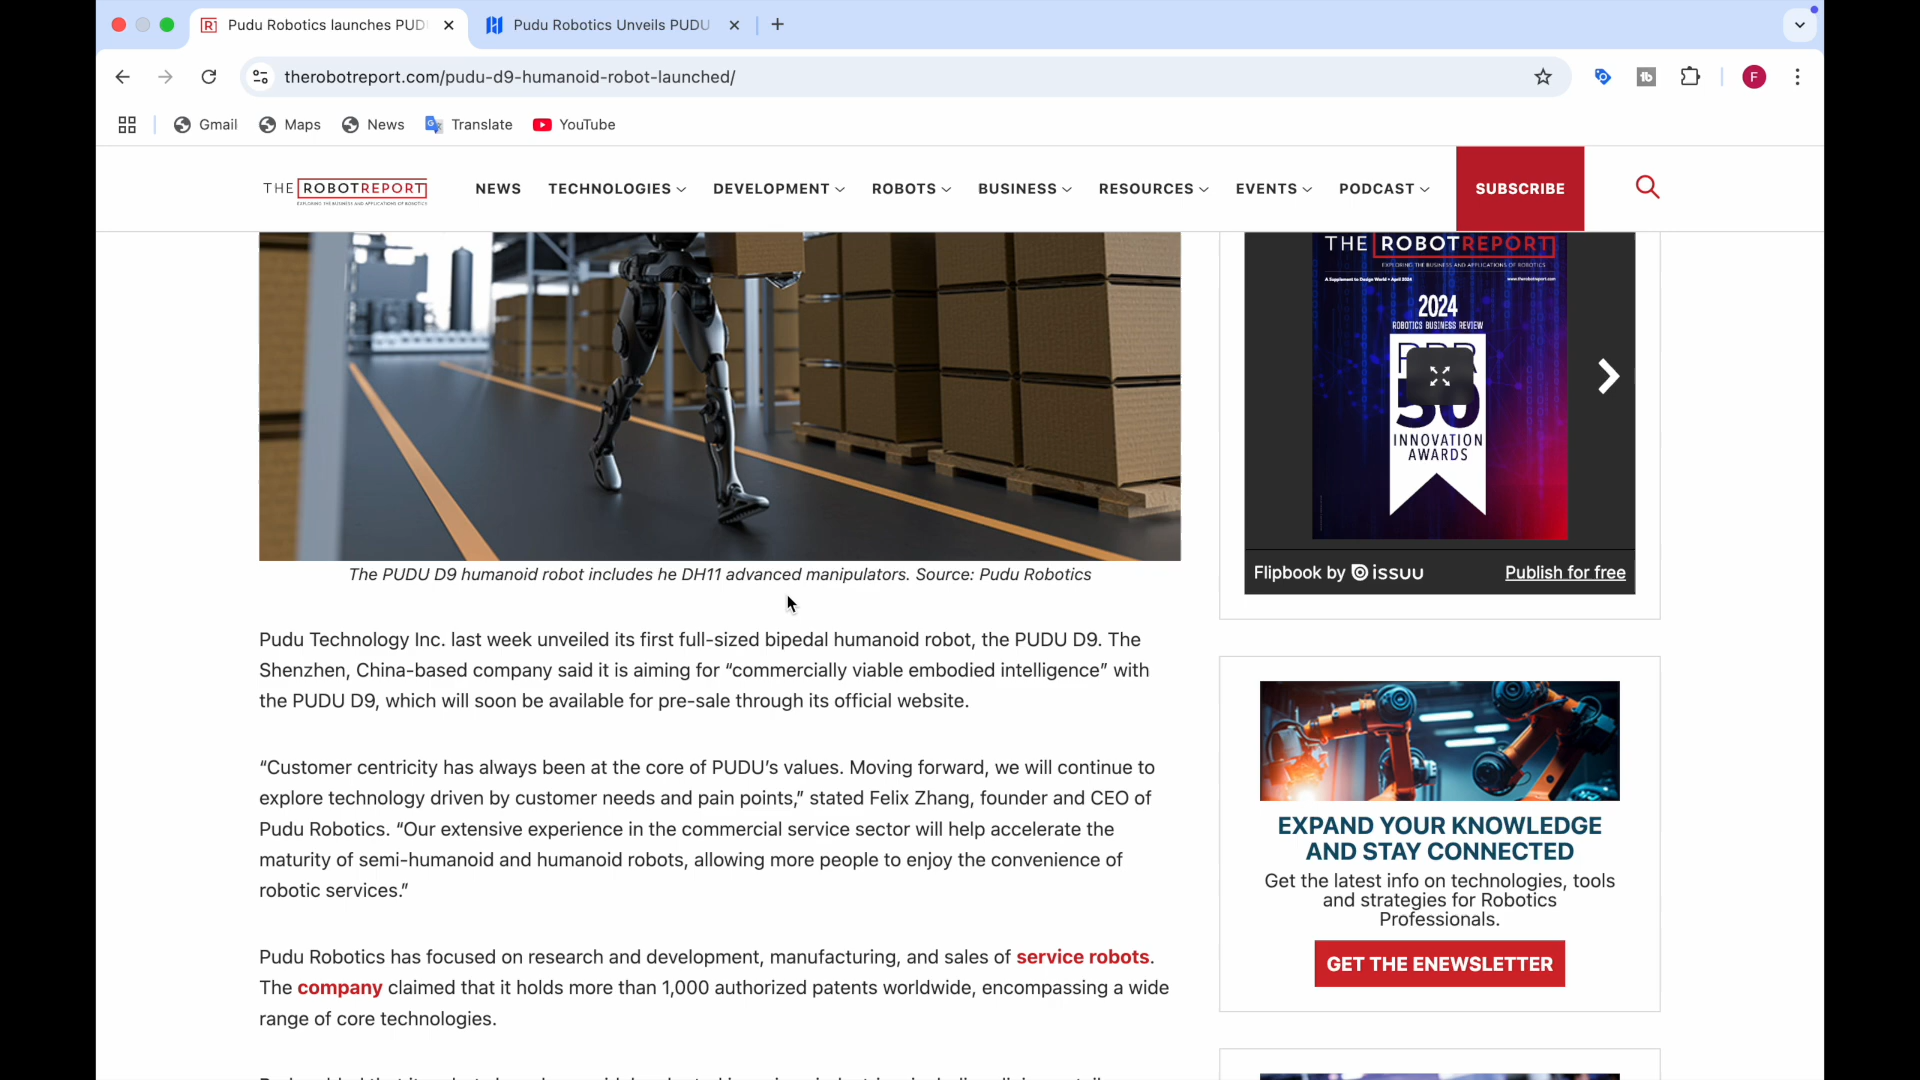 Pudu Robotics launches PUD
Pudu Robotics Unveils PUDU
therobotreport.com/pudu-d9-humanoid-robot-launched/
F
Gmail
Maps
News
Translate
YouTube
THE ROBOTREPORT
EXPLORING THE BUSINESS AND APPLICATIONS OF ROBOTICS
NEWS
TECHNOLOGIES
DEVELOPMENT
ROBOTS
BUSINESS
RESOURCES
EVENTS
PODCAST
SUBSCRIBE
The PUDU D9 humanoid robot includes he DH11 advanced manipulators. Source: Pudu Robotics
Pudu Technology Inc. last week unveiled its first full-sized bipedal humanoid robot, the PUDU D9. The
Shenzhen, China-based company said it is aiming for “commercially viable embodied intelligence” with
the PUDU D9, which will soon be available for pre-sale through its official website.
“Customer centricity has always been at the core of PUDU’s values. Moving forward, we will continue to
explore technology driven by customer needs and pain points,” stated Felix Zhang, founder and CEO of
Pudu Robotics. “Our extensive experience in the commercial service sector will help accelerate the
maturity of semi-humanoid and humanoid robots, allowing more people to enjoy the convenience of
robotic services.”
Pudu Robotics has focused on research and development, manufacturing, and sales of service robots.
The company claimed that it holds more than 1,000 authorized patents worldwide, encompassing a wide
range of core technologies.
THE ROBOTREPORT
EXPLORING THE BUSINESS AND APPLICATIONS OF ROBOTICS
A Supplement to Design World • April 2024
www.therobotreport.com
2024
ROBOTICS BUSINESS REVIEW
RBR
50
INNOVATION
AWARDS
Flipbook by issuu
Publish for free
EXPAND YOUR KNOWLEDGE
AND STAY CONNECTED
Get the latest info on technologies, tools
and strategies for Robotics
Professionals.
GET THE ENEWSLETTER